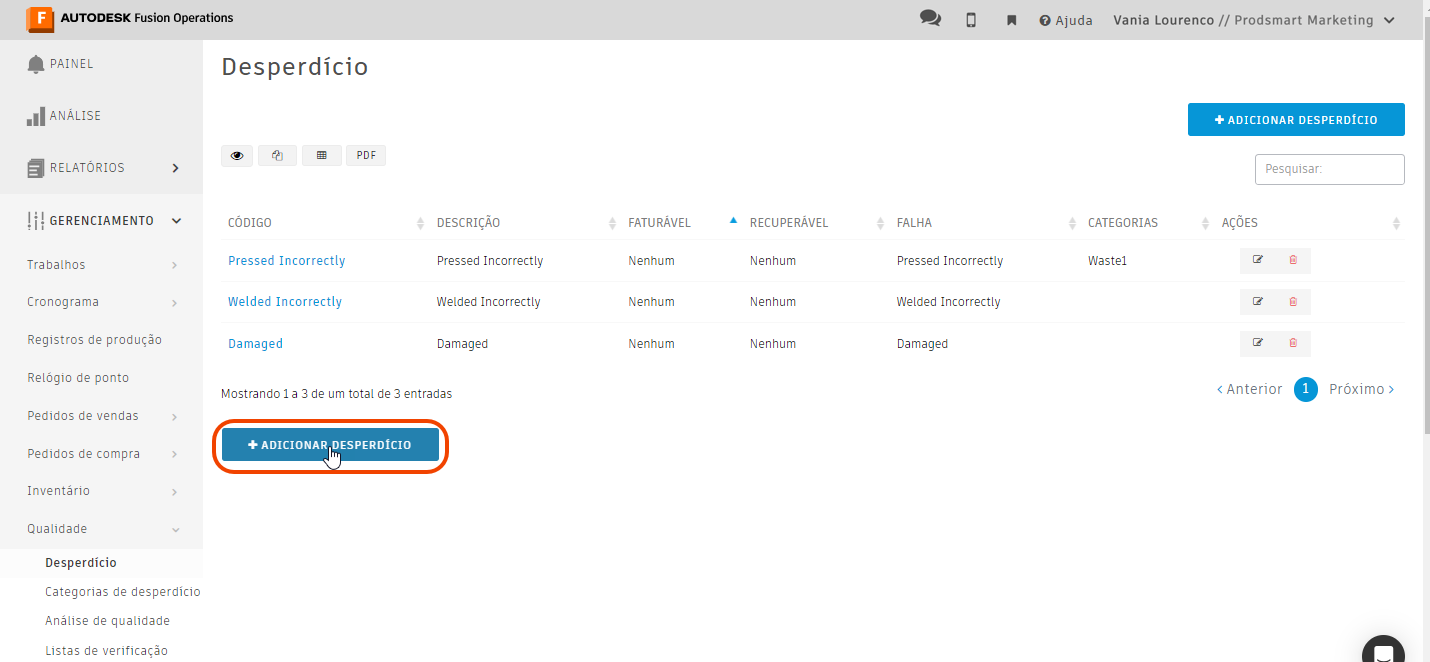 F AUTODESK Fusion Operations
Ajuda
Vania Lourenco // Prodsmart Marketing
PAINEL
ANÁLISE
RELATÓRIOS
GERENCIAMENTO
Trabalhos
Cronograma
Registros de produção
Relógio de ponto
Pedidos de vendas
Pedidos de compra
Inventário
Qualidade
Desperdício
Categorias de desperdício
Análise de qualidade
Listas de verificação
Desperdício
+ ADICIONAR DESPERDÍCIO
PDF
Pesquisar:
CÓDIGO DESCRIÇÃO FATURÁVEL RECUPERÁVEL FALHA CATEGORIAS AÇÕES
Pressed Incorrectly Pressed Incorrectly Nenhum Nenhum Pressed Incorrectly Waste1
Welded Incorrectly Welded Incorrectly Nenhum Nenhum Welded Incorrectly
Damaged Damaged Nenhum Nenhum Damaged
Mostrando 1 a 3 de um total de 3 entradas
< Anterior 1 Próximo >
+ ADICIONAR DESPERDÍCIO